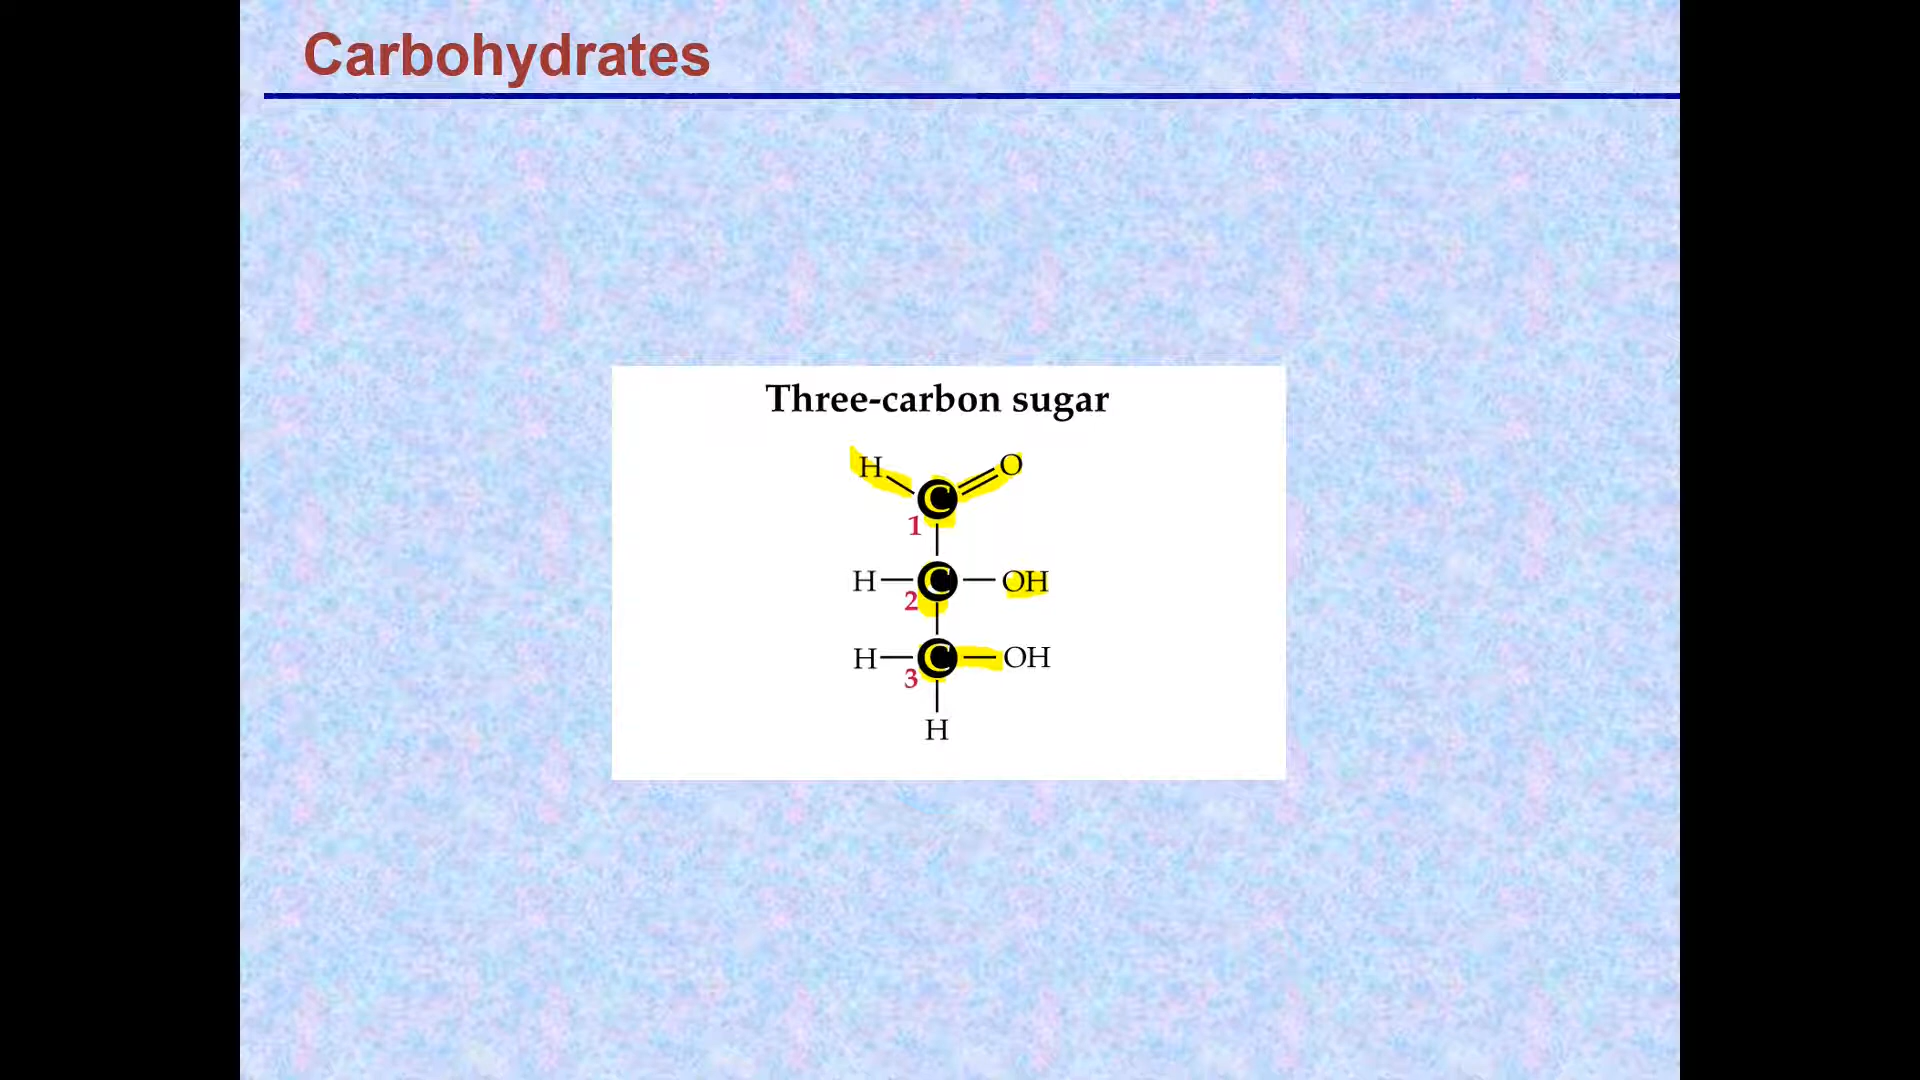 Carbohydrates
Three-carbon sugar
H O
C
1
H C OH
2
H C OH
3
H